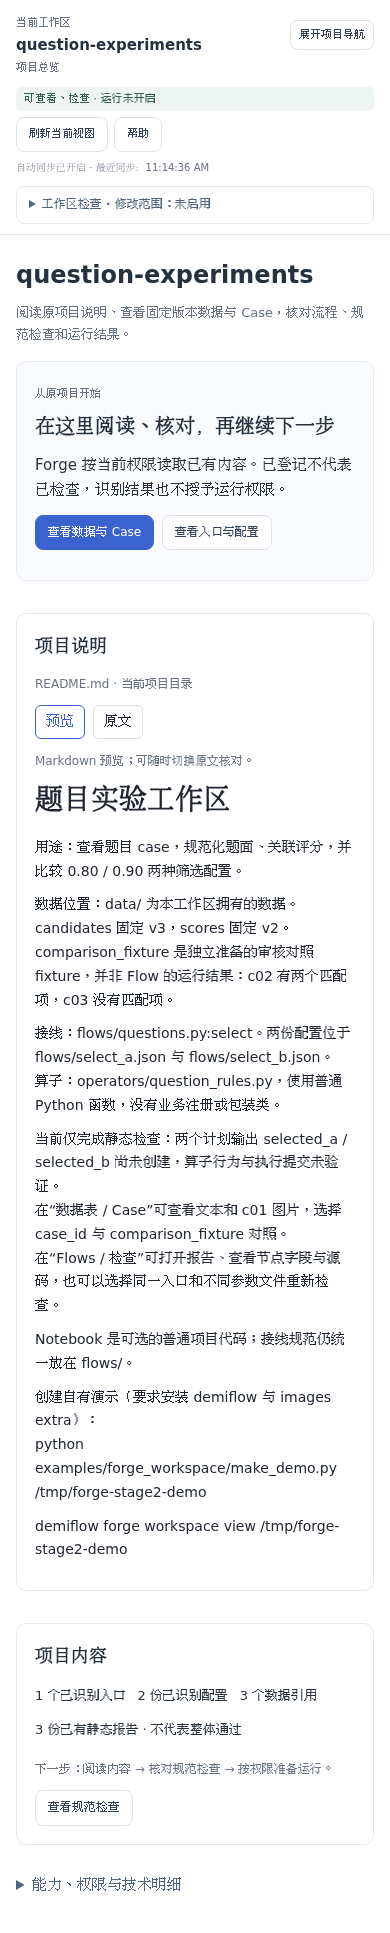 当前工作区
question-experiments
展开项目导航
项目总览
可查看、检查 · 运行未开启
刷新当前视图
帮助
自动同步已开启 · 最近同步：11:14:36 AM
▶ 工作区检查 · 修改范围：未启用
question-experiments
阅读原项目说明、查看固定版本数据与 Case，核对流程、规
范检查和运行结果。
从原项目开始
在这里阅读、核对，再继续下一步
Forge 按当前权限读取已有内容。已登记不代表
已检查，识别结果也不授予运行权限。
查看数据与 Case
查看入口与配置
项目说明
README.md · 当前项目目录
预览
原文
Markdown 预览；可随时切换原文核对。
题目实验工作区
用途：查看题目 case，规范化题面、关联评分，并
比较 0.80 / 0.90 两种筛选配置。
数据位置：data/ 为本工作区拥有的数据。
candidates 固定 v3，scores 固定 v2。
comparison_fixture 是独立准备的审核对照
fixture，并非 Flow 的运行结果：c02 有两个匹配
项，c03 没有匹配项。
接线：flows/questions.py:select。两份配置位于
flows/select_a.json 与 flows/select_b.json。
算子：operators/question_rules.py，使用普通
Python 函数，没有业务注册或包装类。
当前仅完成静态检查：两个计划输出 selected_a /
selected_b 尚未创建，算子行为与执行提交未验
证。
在“数据表 / Case”可查看文本和 c01 图片，选择
case_id 与 comparison_fixture 对照。
在“Flows / 检查”可打开报告、查看节点字段与源
码，也可以选择同一入口和不同参数文件重新检
查。
Notebook 是可选的普通项目代码；接线规范仍统
一放在 flows/。
创建自有演示（要求安装 demiflow 与 images
extra）：
python
examples/forge_workspace/make_demo.py
/tmp/forge-stage2-demo
demiflow forge workspace view /tmp/forge-
stage2-demo
项目内容
1 个已识别入口 2 份已识别配置 3 个数据引用
3 份已有静态报告 · 不代表整体通过
下一步：阅读内容 → 核对规范检查 → 按权限准备运行。
查看规范检查
▶ 能力、权限与技术明细